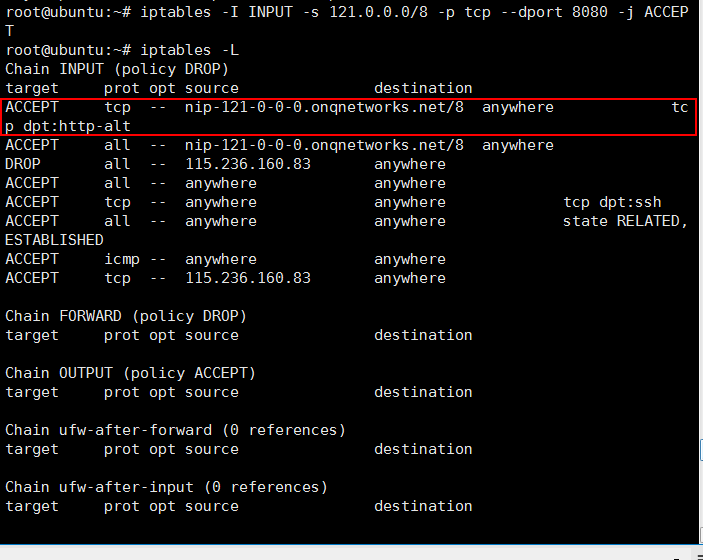 root@ubuntu:~# iptables -I INPUT -s 121.0.0.0/8 -p tcp --dport 8080 -j ACCEP
T
root@ubuntu:~# iptables -L
Chain INPUT (policy DROP)
target     prot opt source               destination
ACCEPT     tcp  --  nip-121-0-0-0.onqnetworks.net/8  anywhere             tc
p dpt:http-alt
ACCEPT     all  --  nip-121-0-0-0.onqnetworks.net/8  anywhere
DROP       all  --  115.236.160.83       anywhere
ACCEPT     all  --  anywhere             anywhere
ACCEPT     tcp  --  anywhere             anywhere             tcp dpt:ssh
ACCEPT     all  --  anywhere             anywhere             state RELATED,
ESTABLISHED
ACCEPT     icmp --  anywhere             anywhere
ACCEPT     tcp  --  115.236.160.83       anywhere
Chain FORWARD (policy DROP)
target     prot opt source               destination
Chain OUTPUT (policy ACCEPT)
target     prot opt source               destination
Chain ufw-after-forward (0 references)
target     prot opt source               destination
Chain ufw-after-input (0 references)
target     prot opt source               destination